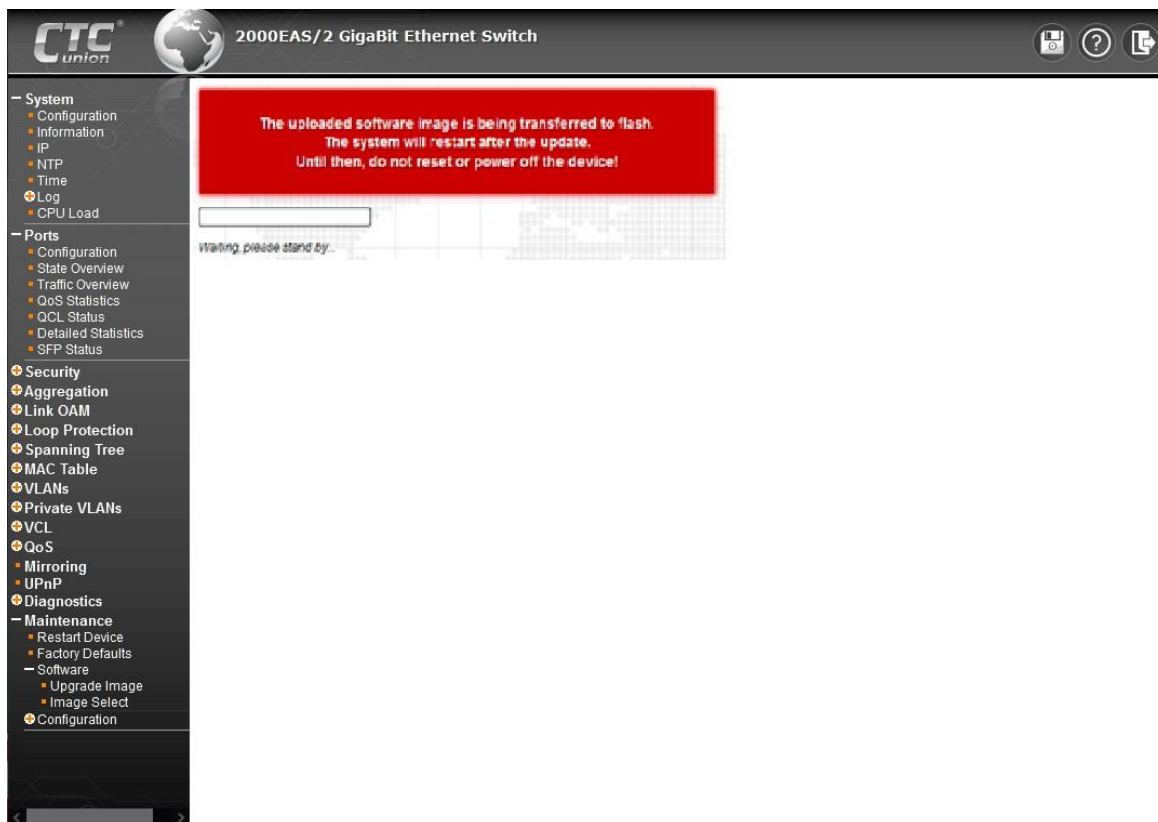 CTC®
union
2000EAS/2 GigaBit Ethernet Switch
System
Configuration
Information
IP
NTP
Time
Log
CPU Load
Ports
Configuration
State Overview
Traffic Overview
QoS Statistics
QCL Status
Detailed Statistics
SFP Status
Security
Aggregation
Link OAM
Loop Protection
Spanning Tree
MAC Table
VLANs
Private VLANs
VCL
QoS
Mirroring
UPnP
Diagnostics
Maintenance
Restart Device
Factory Defaults
Software
Upgrade Image
Image Select
Configuration
The uploaded software image is being transferred to flash.
The system will restart after the update.
Until then, do not reset or power off the device!
Waiting, please stand by...